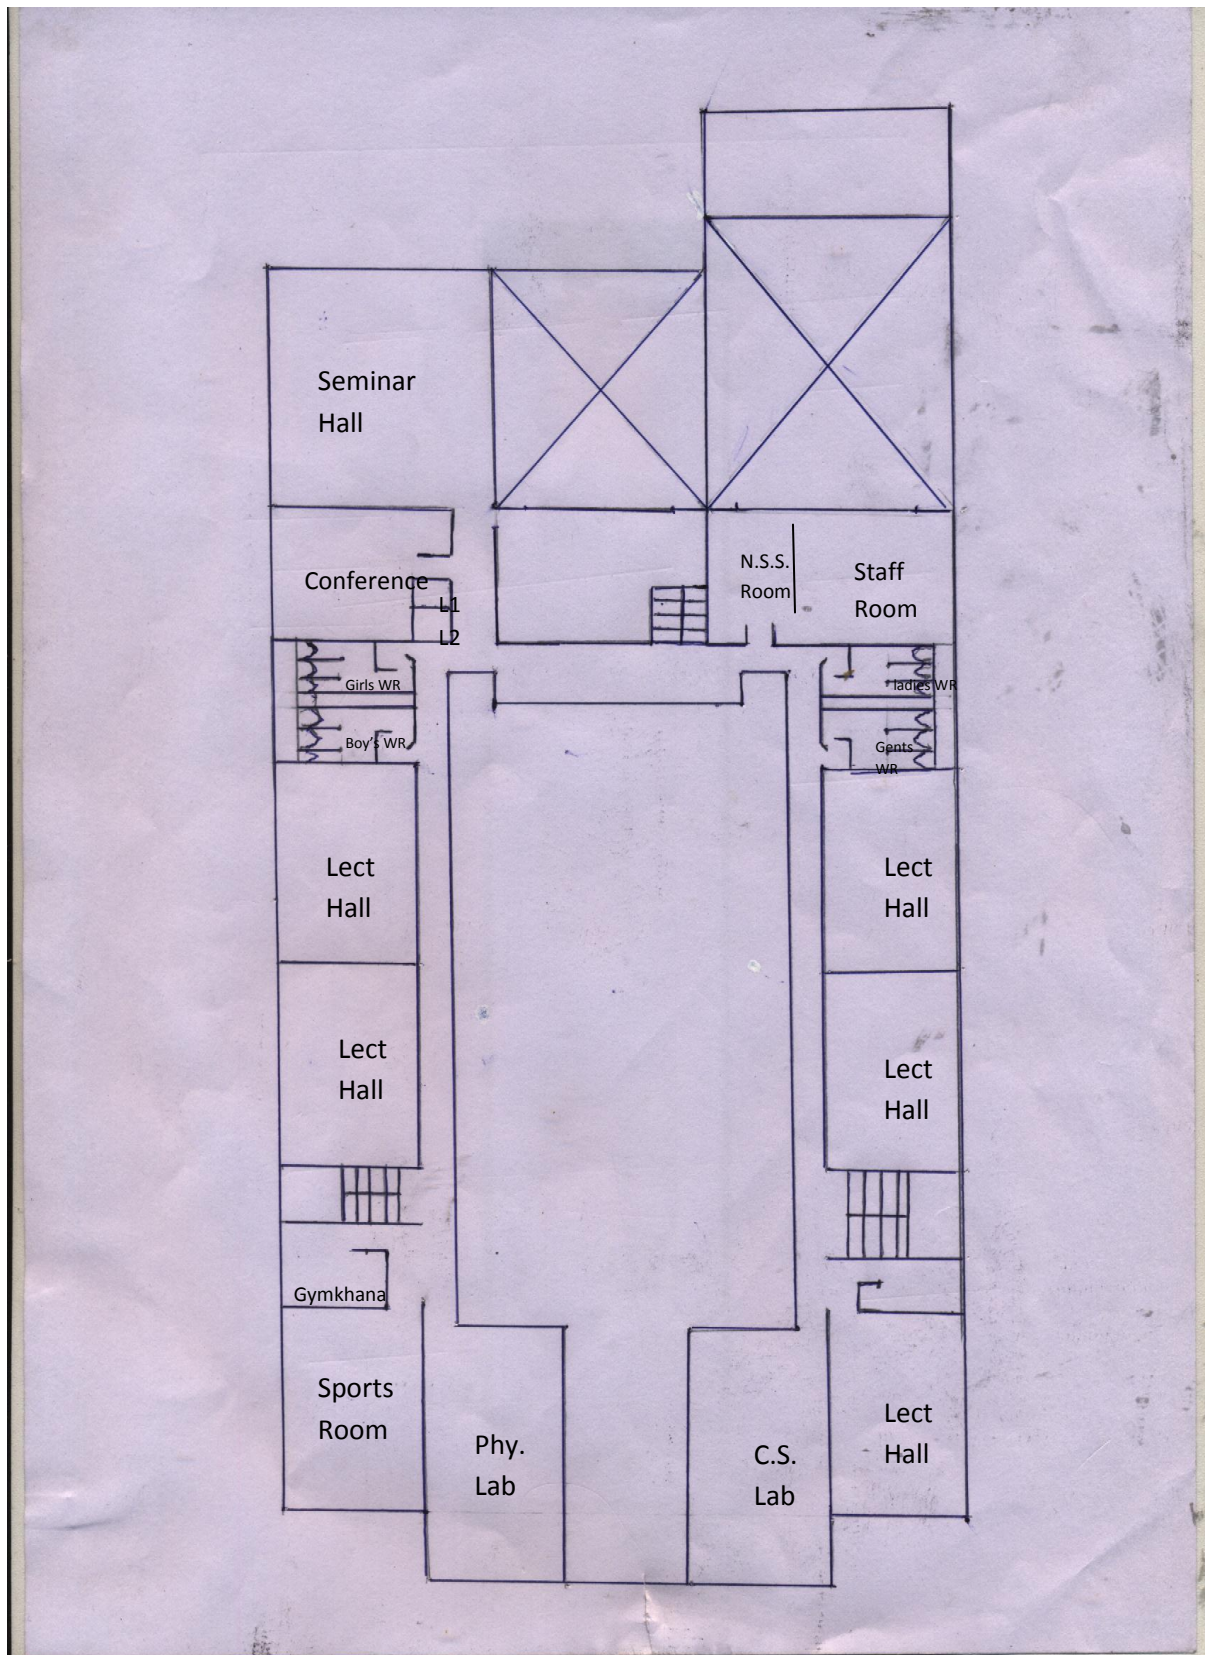 Seminar
Hall
Conference
L1
L2
N.S.S.
Room
Staff
Room
Girls WR
Boy's WR
ladies WR
Gents
WR
Lect
Hall
Lect
Hall
Lect
Hall
Lect
Hall
Gymkhana
Sports
Room
Phy.
Lab
C.S.
Lab
Lect
Hall